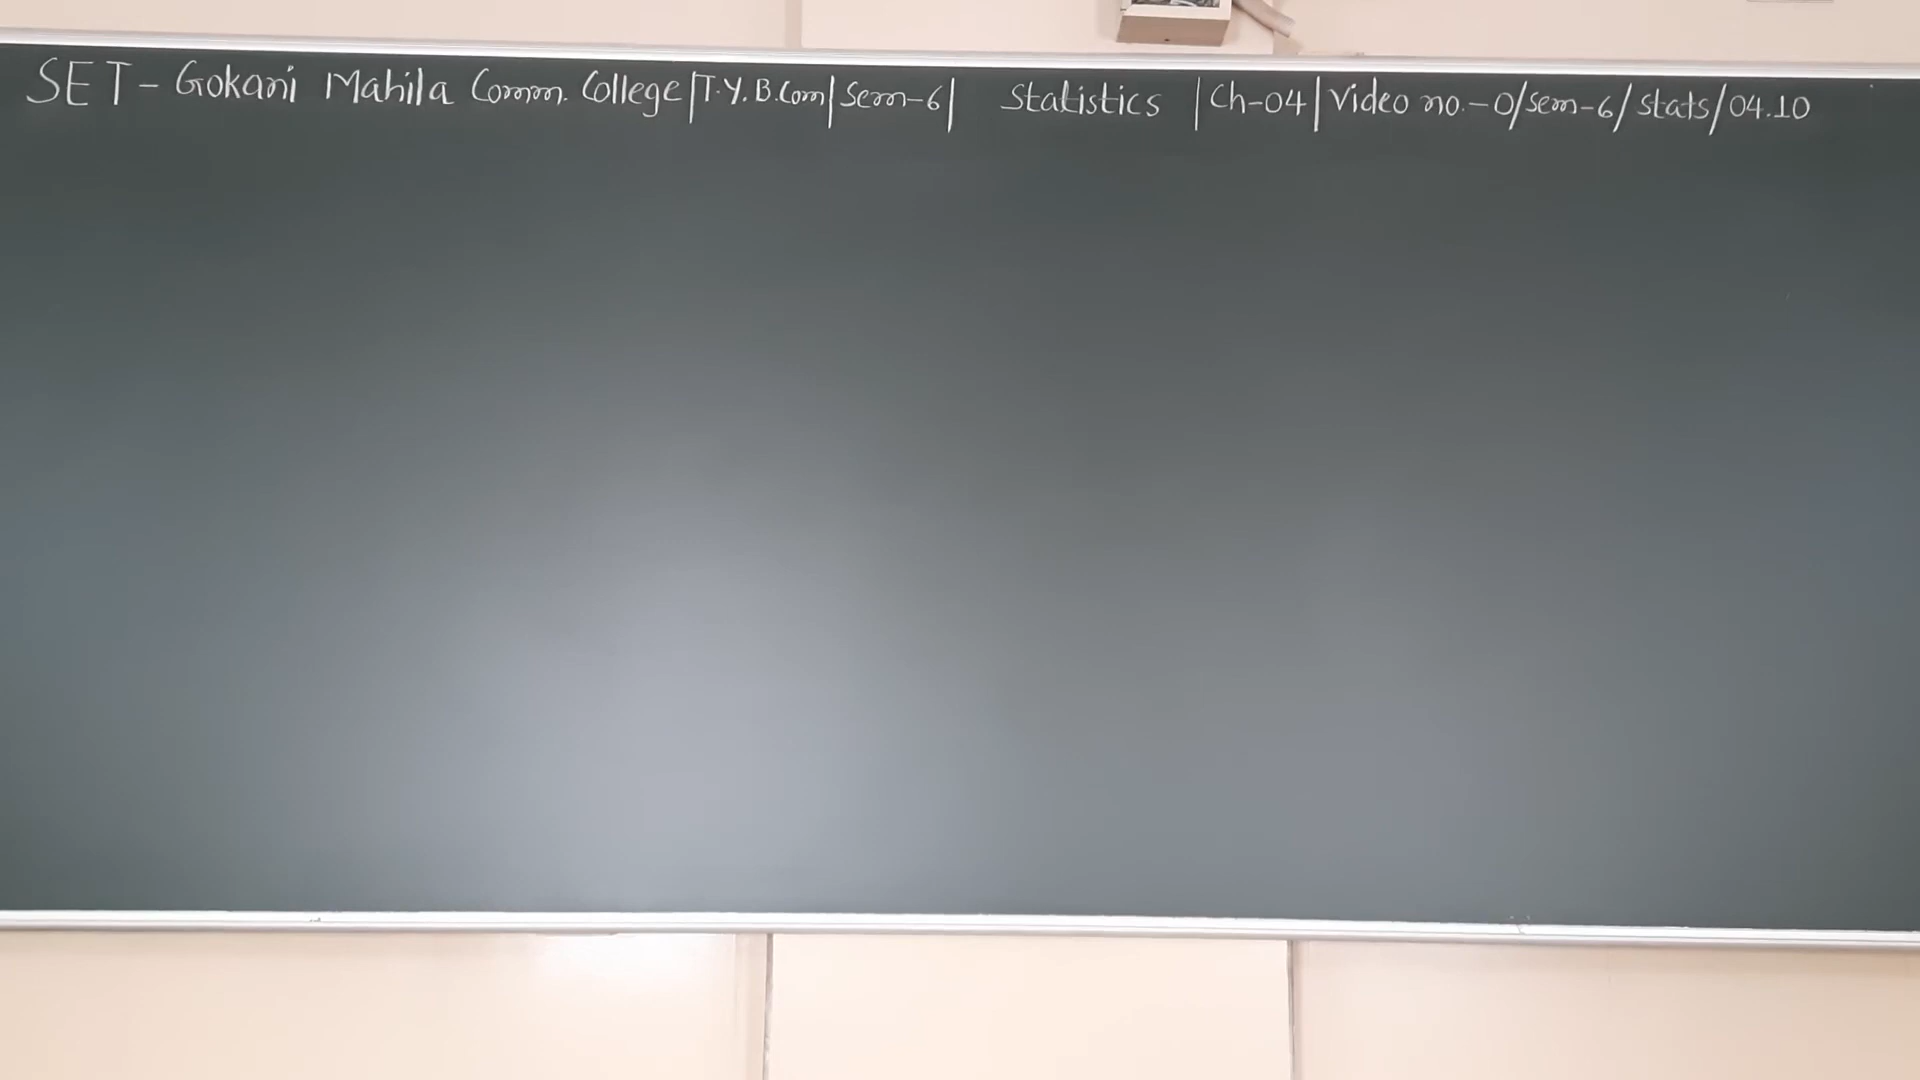 SET - Gokani Mahila Comm. College | T.Y.B.Com | Sem-6 | Statistics | Ch-04 | Video no.- 0/sem-6/stats/04.10